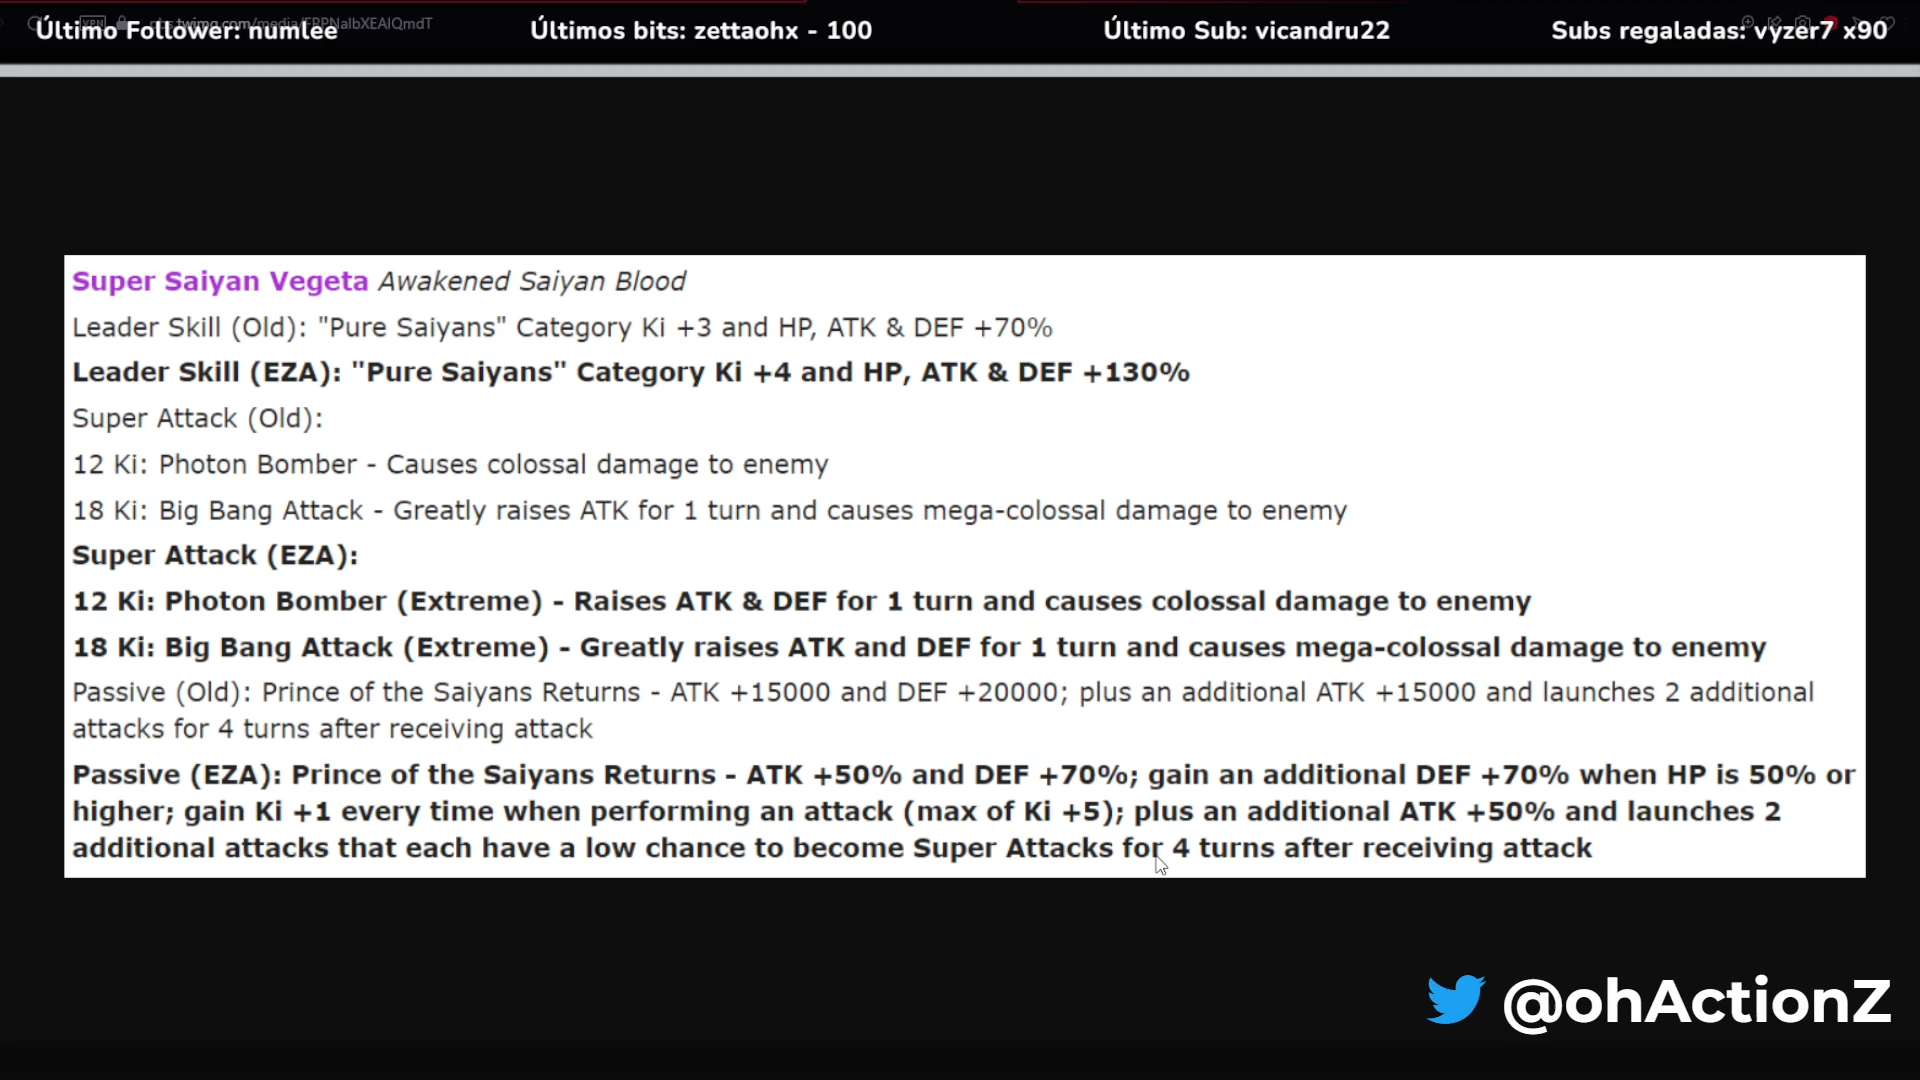 twimg.com/media/FRPNalbXEAIQmdT
Último Follower: numlee
Últimos bits: zettaohx - 100
Último Sub: vicandru22
Subs regaladas: vyzer7 x90
Super Saiyan Vegeta Awakened Saiyan Blood
Leader Skill (Old): "Pure Saiyans" Category Ki +3 and HP, ATK & DEF +70%
Leader Skill (EZA): "Pure Saiyans" Category Ki +4 and HP, ATK & DEF +130%
Super Attack (Old):
12 Ki: Photon Bomber - Causes colossal damage to enemy
18 Ki: Big Bang Attack - Greatly raises ATK for 1 turn and causes mega-colossal damage to enemy
Super Attack (EZA):
12 Ki: Photon Bomber (Extreme) - Raises ATK & DEF for 1 turn and causes colossal damage to enemy
18 Ki: Big Bang Attack (Extreme) - Greatly raises ATK and DEF for 1 turn and causes mega-colossal damage to enemy
Passive (Old): Prince of the Saiyans Returns - ATK +15000 and DEF +20000; plus an additional ATK +15000 and launches 2 additional
attacks for 4 turns after receiving attack
Passive (EZA): Prince of the Saiyans Returns - ATK +50% and DEF +70%; gain an additional DEF +70% when HP is 50% or
higher; gain Ki +1 every time when performing an attack (max of Ki +5); plus an additional ATK +50% and launches 2
additional attacks that each have a low chance to become Super Attacks for 4 turns after receiving attack
@ohActionZ